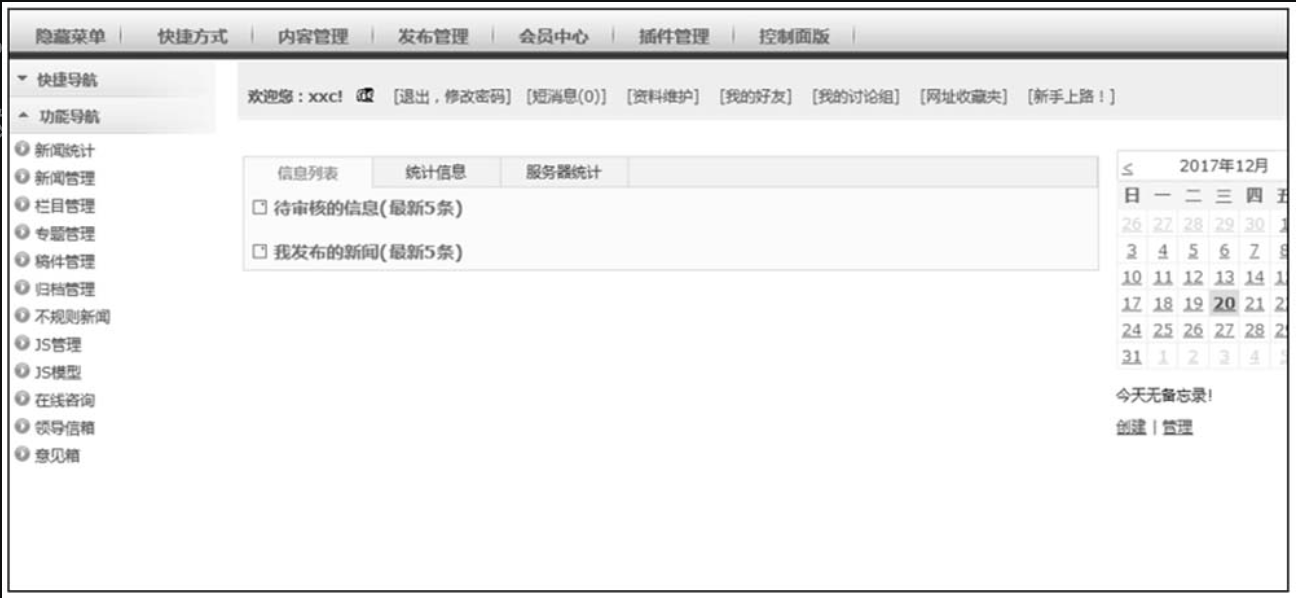 隐藏菜单 快捷方式 内容管理 发布管理 会员中心 插件管理 控制面版
快捷导航
功能导航
新闻统计
新闻管理
栏目管理
专题管理
稿件管理
归档管理
不规则新闻
JS管理
JS模型
在线咨询
领导信箱
意见箱
欢迎您：xxc! [退出，修改密码] [短消息(0)] [资料维护] [我的好友] [我的讨论组] [网址收藏夹] [新手上路！]
信息列表 统计信息 服务器统计
待审核的信息(最新5条)
我发布的新闻(最新5条)
< 2017年12月
日 一 二 三 四 五
26 27 28 29 30 1
3 4 5 6 7 8
10 11 12 13 14
17 18 19 20 21
24 25 26 27 28
31 1 2 3 4
今天无备忘录!
创建 | 管理